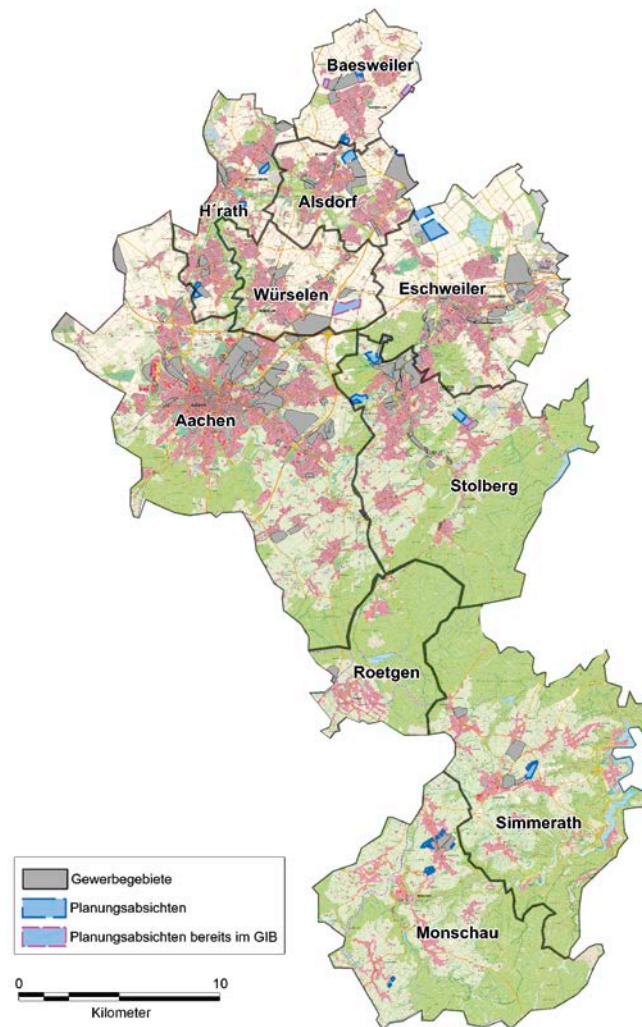 Baesweiler
Alsdorf
H´rath
Würselen
Eschweiler
Aachen
Stolberg
Roetgen
Simmerath
Monschau
Gewerbegebiete
Planungsabsichten
Planungsabsichten bereits im GIB
0 10
Kilometer